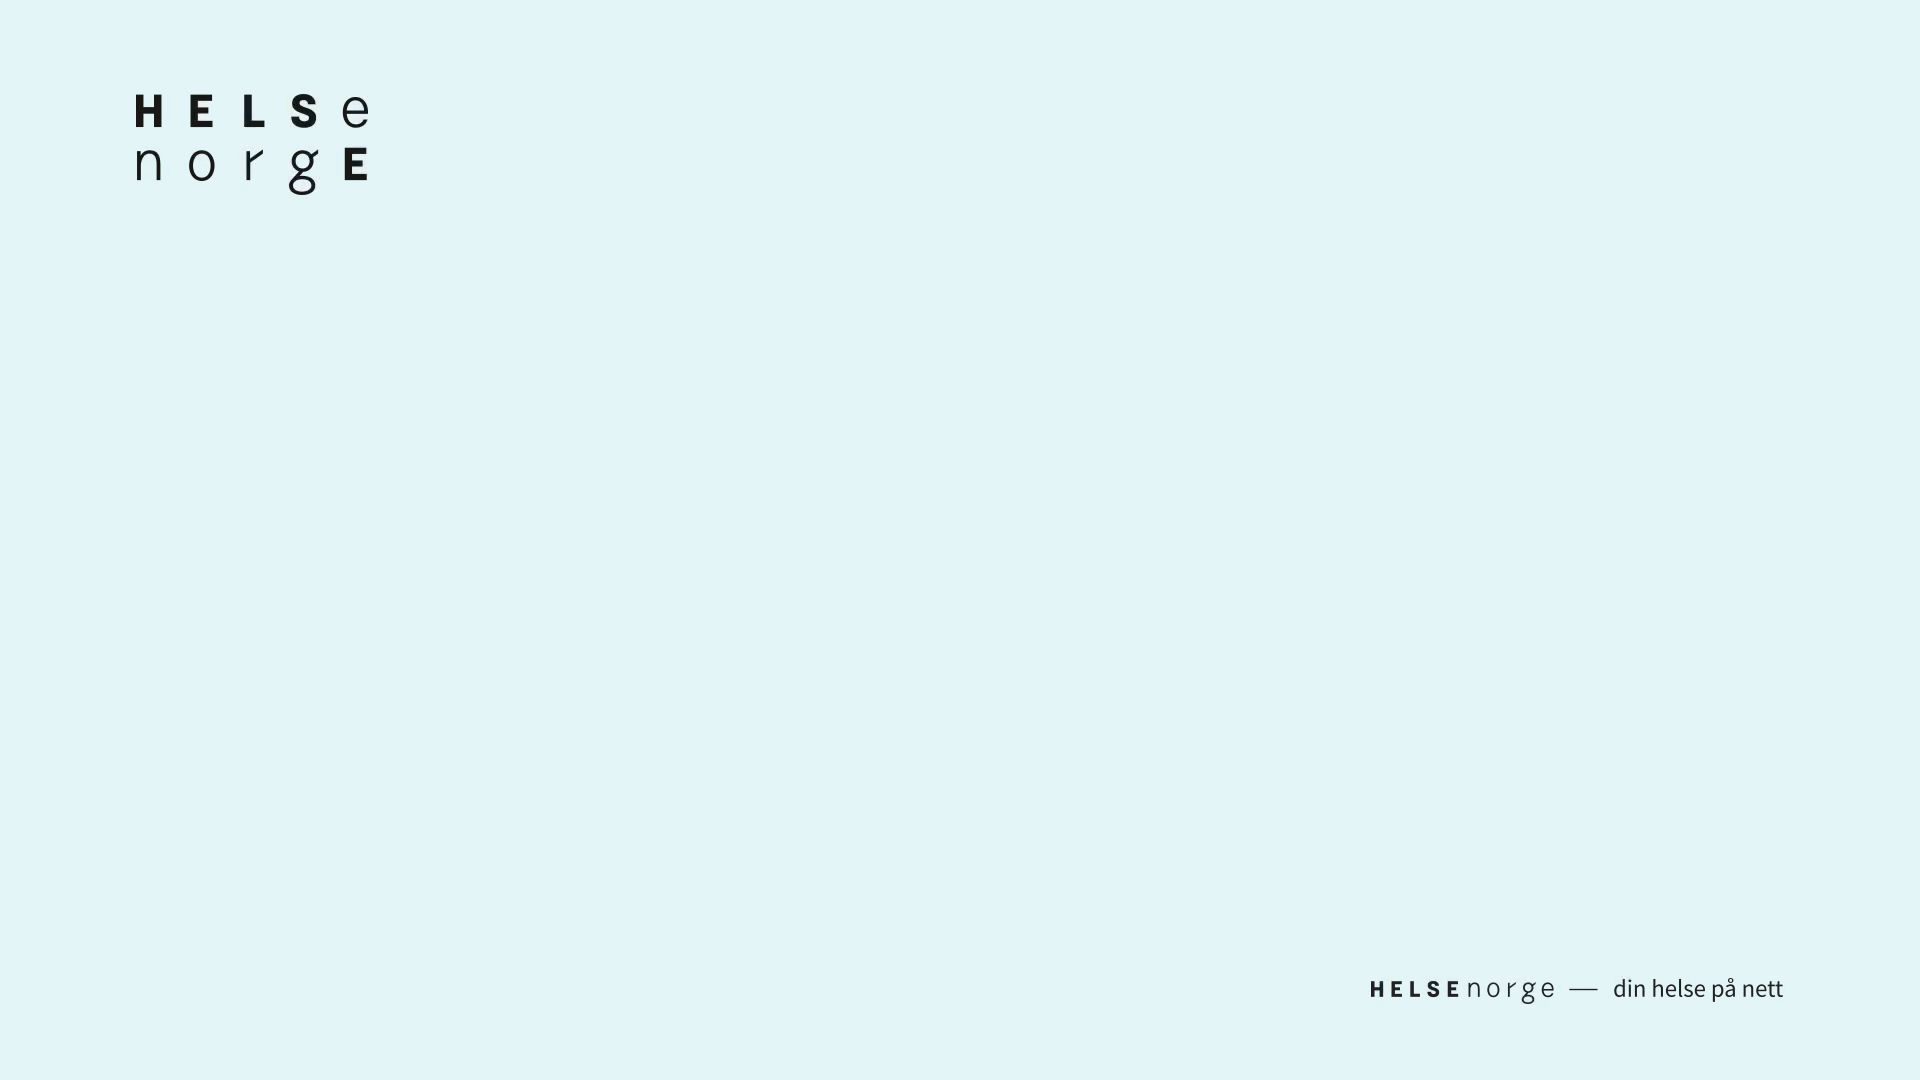 HELSe
norgE
HELSEnorge — din helse på nett